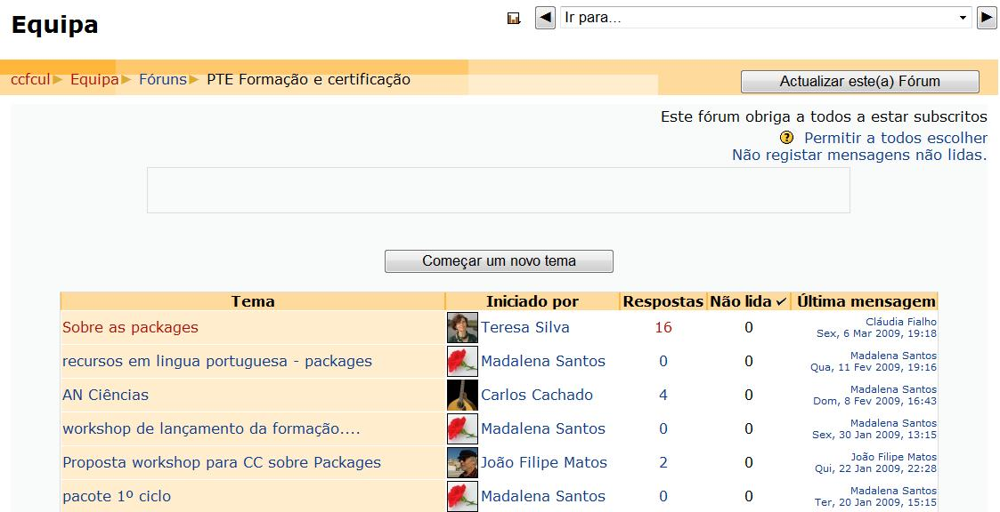 Equipa
Ir para...
ccfcul Equipa Fóruns PTE Formação e certificação
Actualizar este(a) Fórum
Este fórum obriga a todos a estar subscritos
Permitir a todos escolher
Não registar mensagens não lidas.
Começar um novo tema
Tema Iniciado por Respostas Não lida ✓ Última mensagem
Sobre as packages Teresa Silva 16 0 Cláudia Fialho
Sex, 6 Mar 2009, 19:18
recursos em lingua portuguesa - packages Madalena Santos 0 0 Madalena Santos
Qua, 11 Fev 2009, 19:16
AN Ciências Carlos Cachado 4 0 Madalena Santos
Dom, 8 Fev 2009, 16:43
workshop de lançamento da formação.... Madalena Santos 0 0 Madalena Santos
Sex, 30 Jan 2009, 13:15
Proposta workshop para CC sobre Packages João Filipe Matos 2 0 João Filipe Matos
Qui, 22 Jan 2009, 22:28
pacote 1º ciclo Madalena Santos 0 0 Madalena Santos
Ter, 20 Jan 2009, 15:15